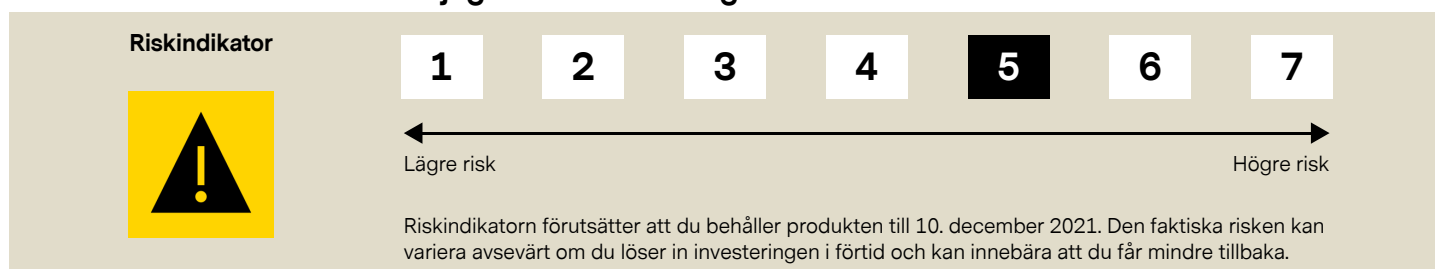 Riskindikator
1 2 3 4 5 6 7
Lägre risk Högre risk
Riskindikatorn förutsätter att du behåller produkten till 10. december 2021. Den faktiska risken kan
variera avsevärt om du löser in investeringen i förtid och kan innebära att du får mindre tillbaka.